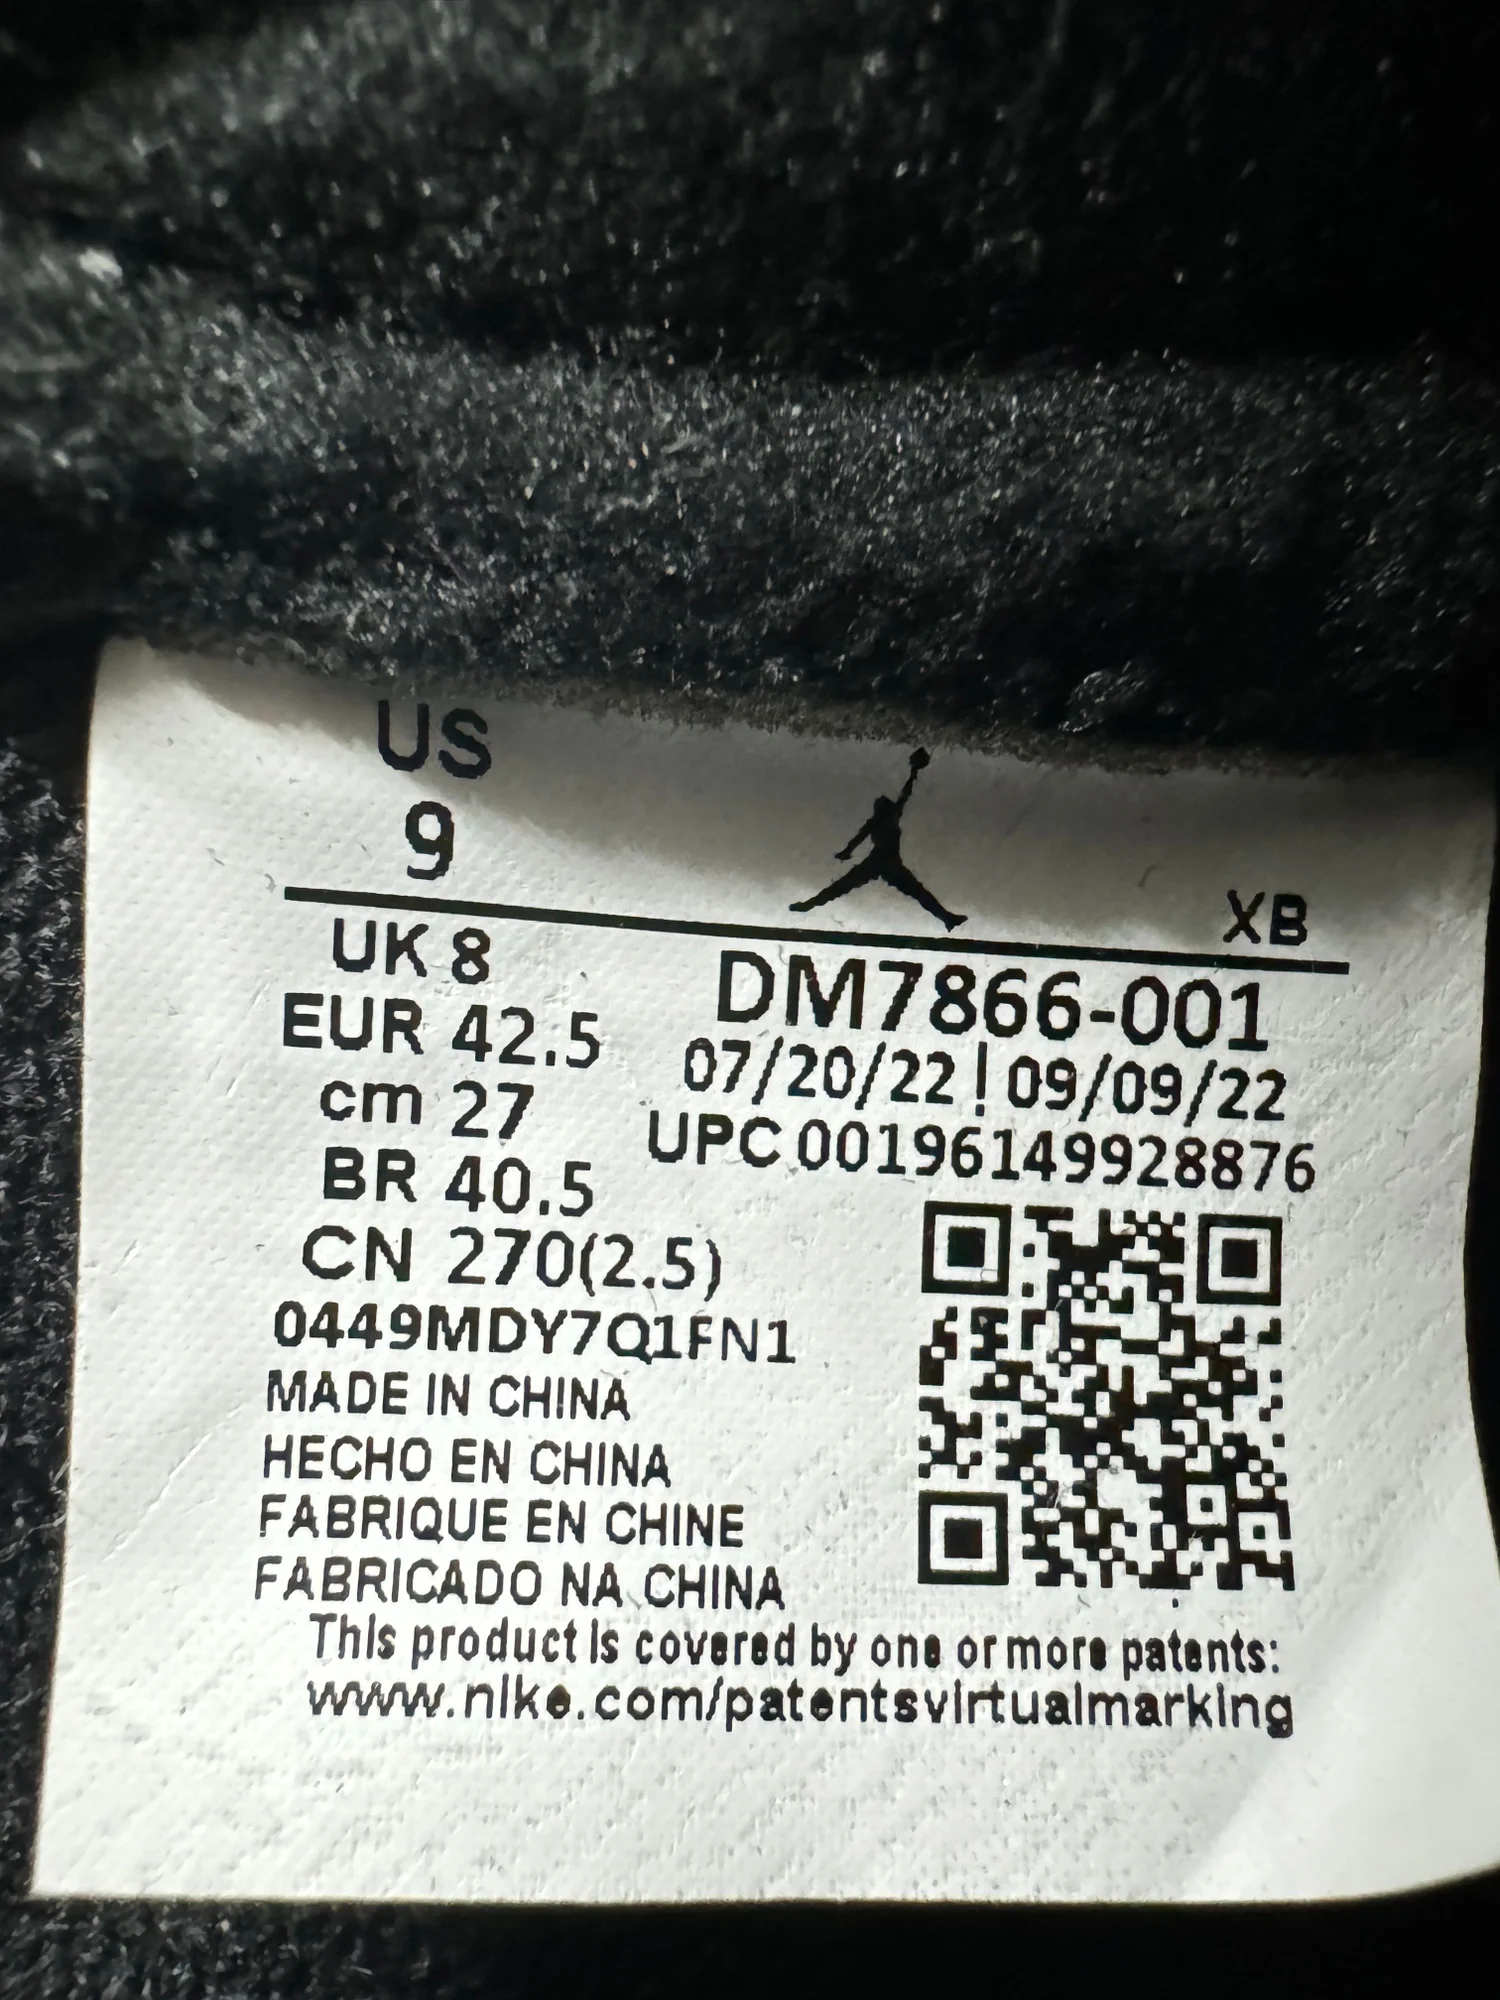 US
9
XB
UK 8
EUR 42.5
cm 27
BR 40.5
CN 270(2.5)
DM7866-001
07/20/22 ! 09/09/22
UPC 00196149928876
0449MDY7Q1FN1
MADE IN CHINA
HECHO EN CHINA
FABRIQUE EN CHINE
FABRICADO NA CHINA
This product is covered by one or more patents:
www.nike.com/patentsvirtualmarking